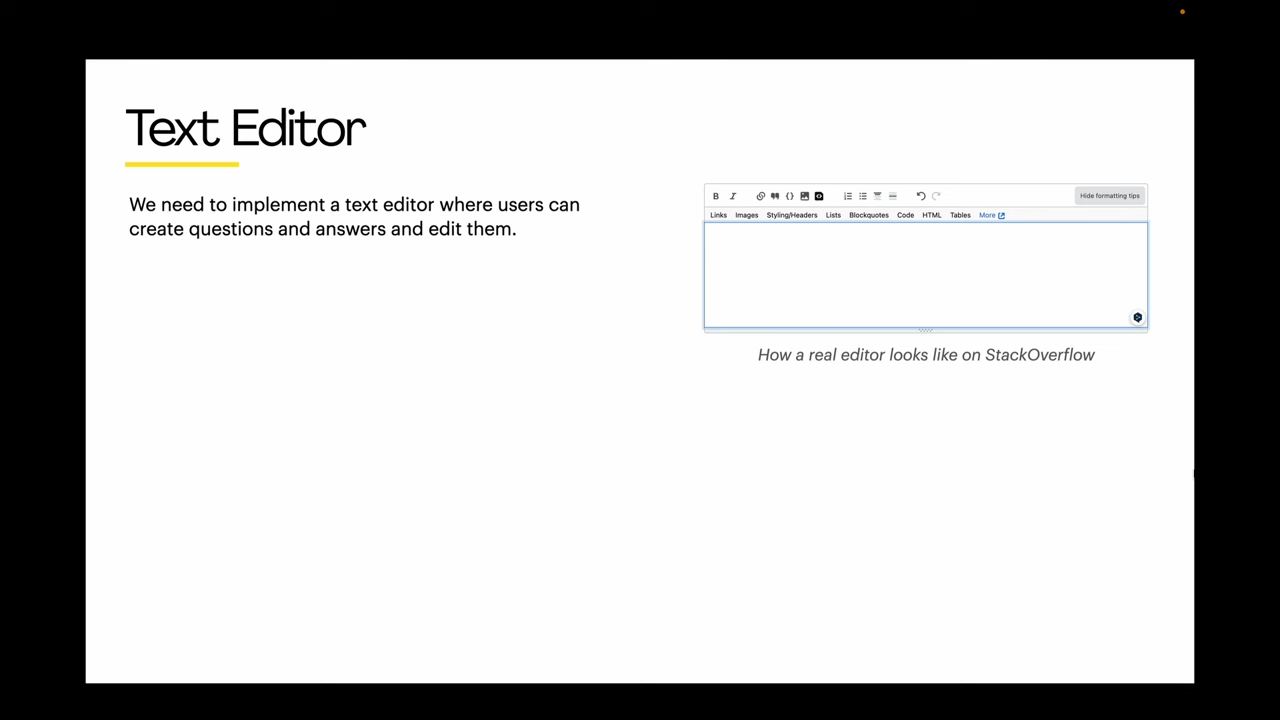 Text Editor
We need to implement a text editor where users can
create questions and answers and edit them.
B I {} Hide formatting tips
Links Images Styling/Headers Lists Blockquotes Code HTML Tables More
How a real editor looks like on StackOverflow